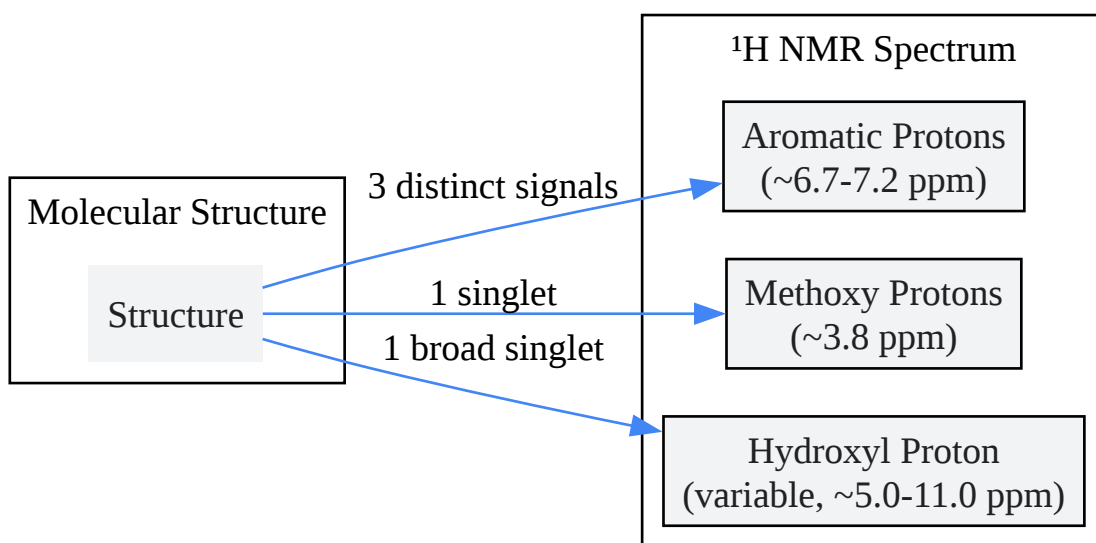 ¹H NMR Spectrum
Aromatic Protons
(~6.7-7.2 ppm)
3 distinct signals
Molecular Structure
Structure
1 singlet
Methoxy Protons
(~3.8 ppm)
1 broad singlet
Hydroxyl Proton
(variable, ~5.0-11.0 ppm)